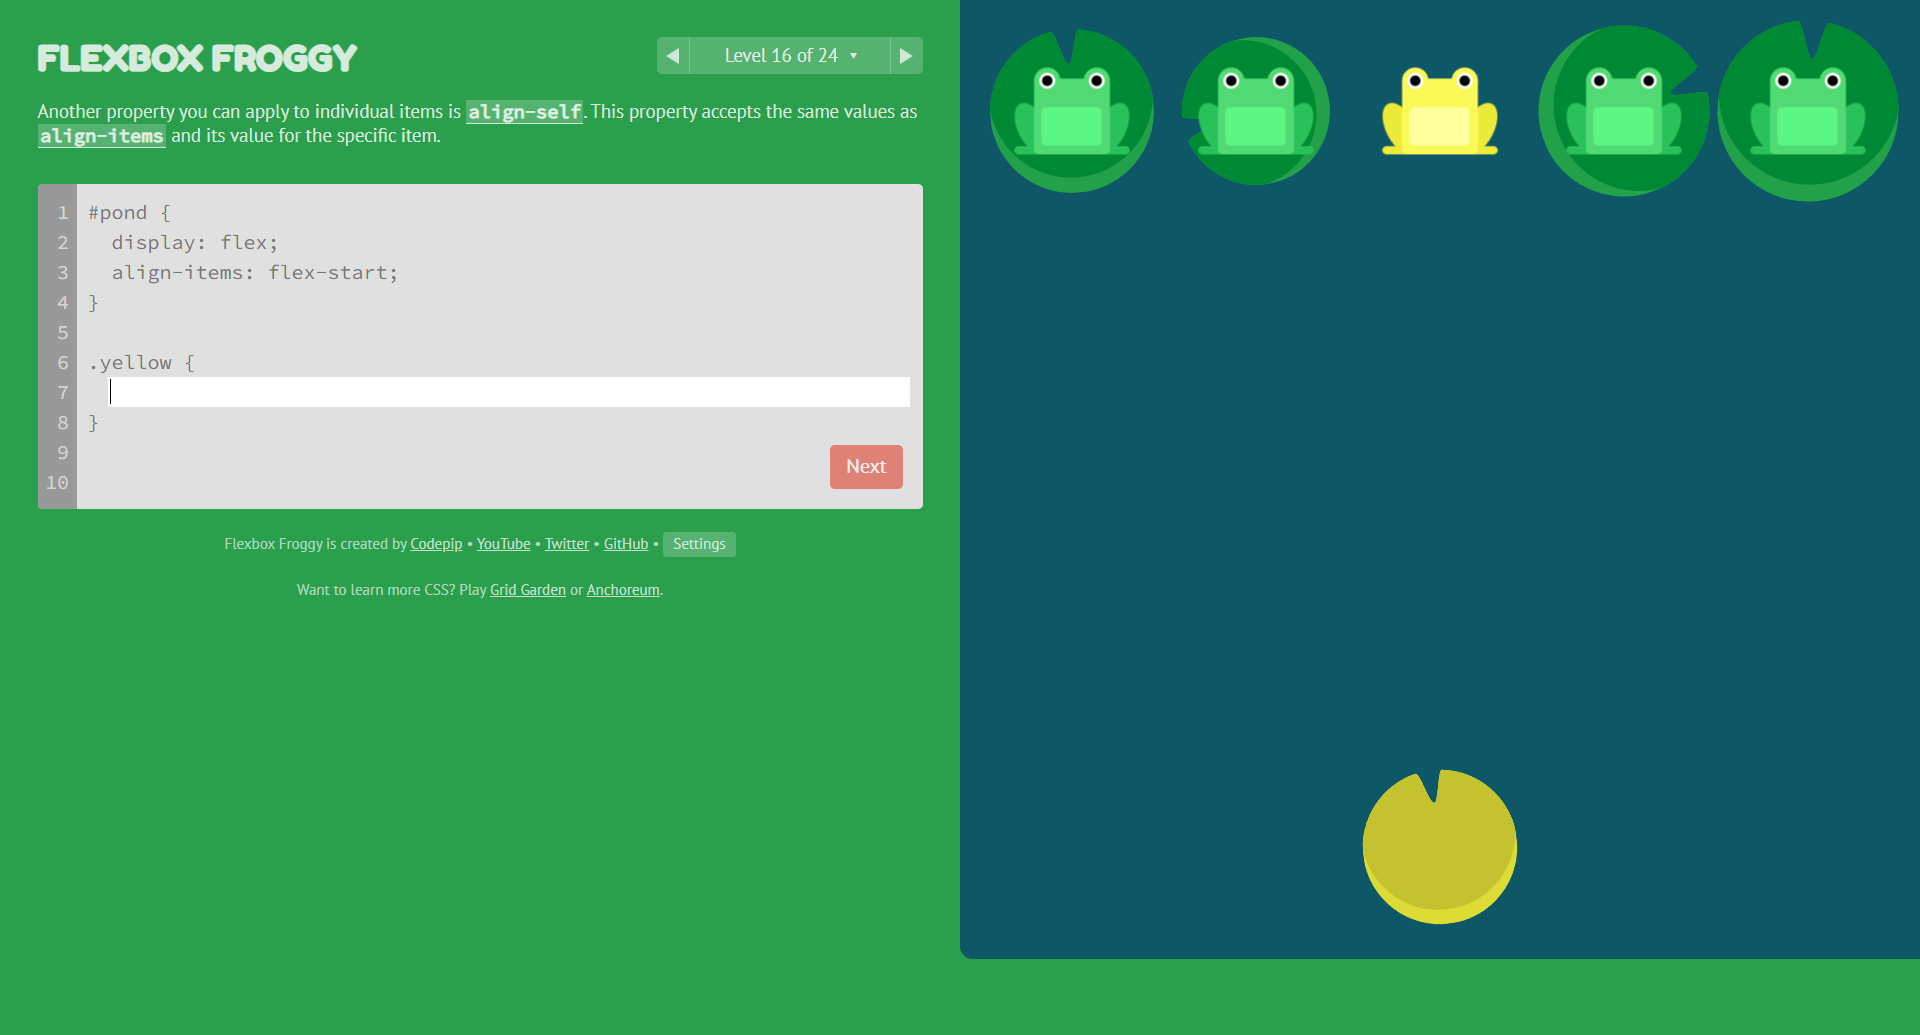 FLEXBOX FROGGY
Level 16 of 24 ▾
Another property you can apply to individual items is align-self. This property accepts the same values as
align-items and its value for the specific item.
1 #pond {
2 display: flex;
3 align-items: flex-start;
4 }
5
6 .yellow {
7
8 }
9
10
Next
Flexbox Froggy is created by Codepip • YouTube • Twitter • GitHub • Settings
Want to learn more CSS? Play Grid Garden or Anchoreum.